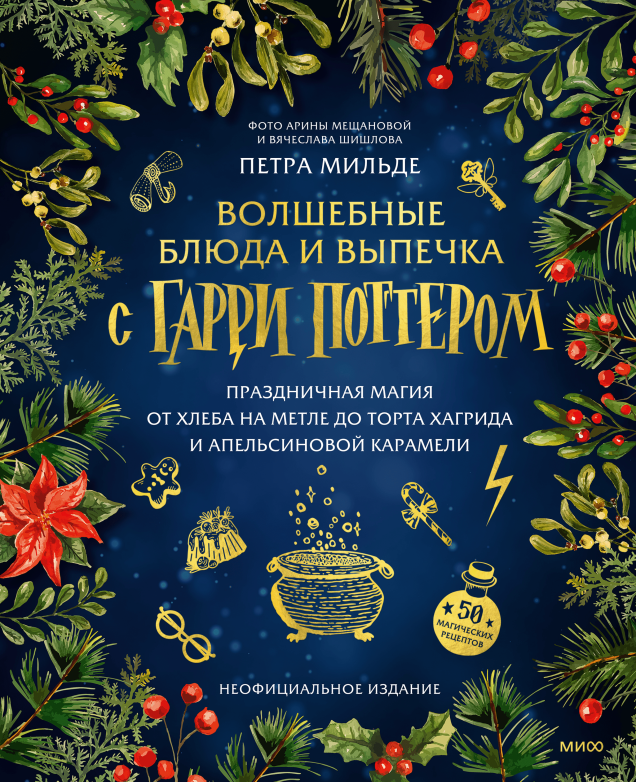 ФОТО АРИНЫ МЕЩАНОВОЙ
И ВЯЧЕСЛАВА ШИШЛОВА
ПЕТРА МИЛЬДЕ
ВОЛШЕБНЫЕ
БЛЮДА И ВЫПЕЧКА
С ГАРРИ ПОТТЕРОМ
ПРАЗДНИЧНАЯ МАГИЯ
ОТ ХЛЕБА НА МЕТЛЕ ДО ТОРТА ХАГРИДА
И АПЕЛЬСИНОВОЙ КАРАМЕЛИ
50
МАГИЧЕСКИХ
РЕЦЕПТОВ
НЕОФИЦИАЛЬНОЕ ИЗДАНИЕ
МИФ